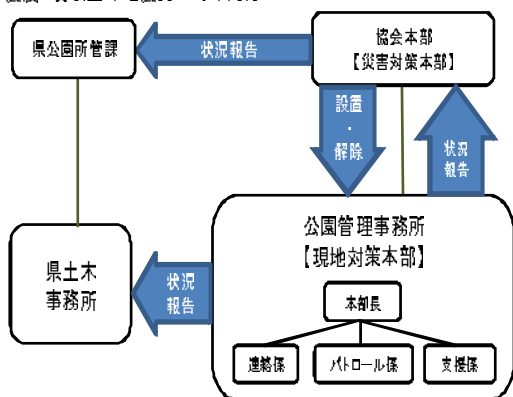 県公園所管課
状況報告
協会本部
【災害対策本部】
設置
・
解除
状況
報告
公園管理事務所
【現地対策本部】
県土木
事務所
状況
報告
本部長
連絡係
パトロール係
支援係